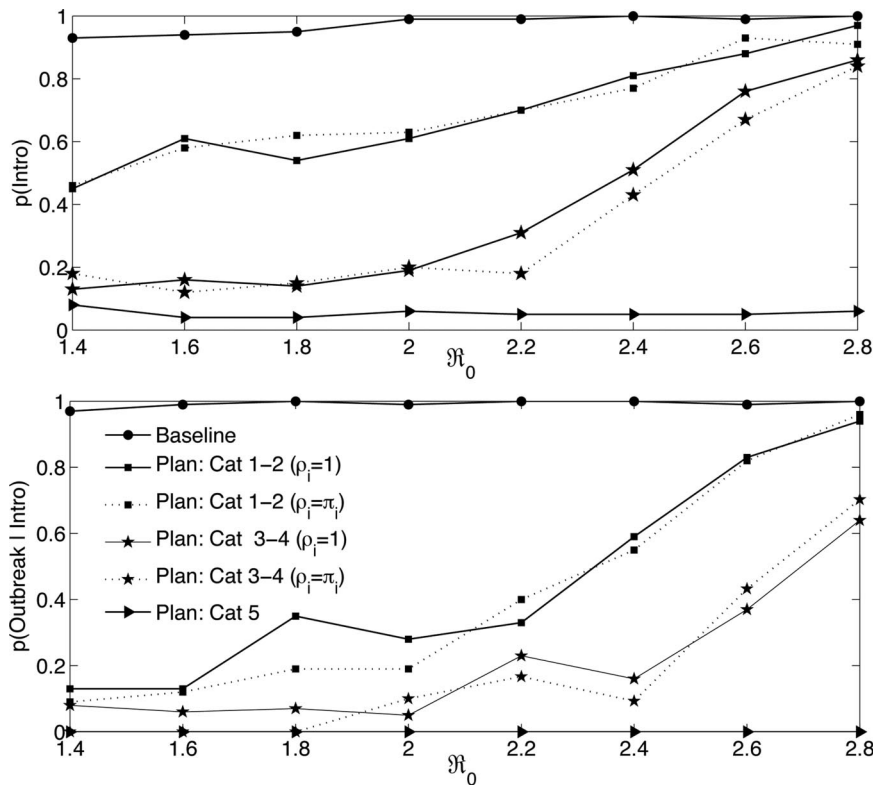 1
0.8
0.6
0.4
0.2
0
p(Intro)
1.4 1.6 1.8 2 2.2 2.4 2.6 2.8
ℜ0
1
0.8
0.6
0.4
0.2
0
p(Outbreak | Intro)
Baseline
Plan: Cat 1−2 (ρi=1)
Plan: Cat 1−2 (ρi=πi)
Plan: Cat 3−4 (ρi=1)
Plan: Cat 3−4 (ρi=πi)
Plan: Cat 5
1.4 1.6 1.8 2 2.2 2.4 2.6 2.8
ℜ0